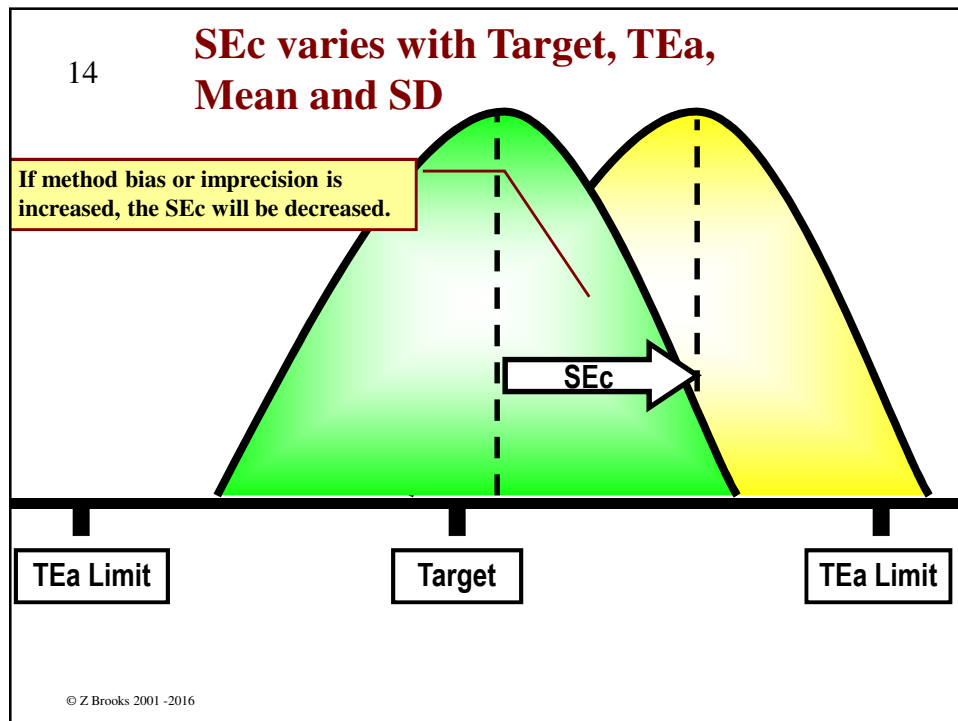 14
SEc varies with Target, TEa,
Mean and SD
If method bias or imprecision is
increased, the SEc will be decreased.
SEc
TEa Limit
Target
TEa Limit
© Z Brooks 2001 -2016